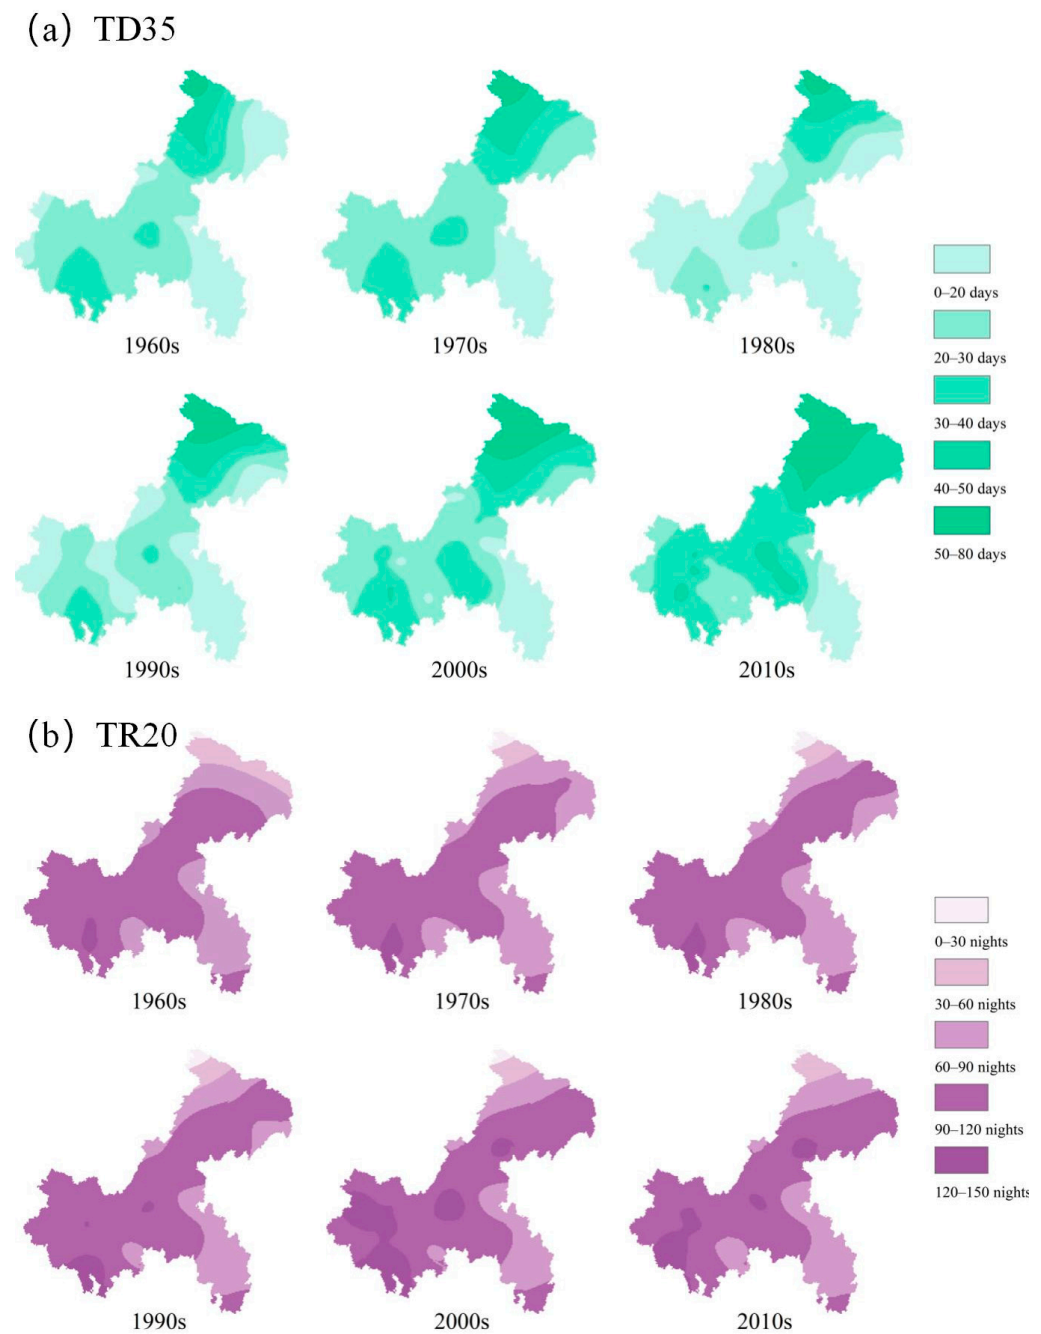 (a) TD35
1960s
1970s
1980s
0–20 days
20–30 days
30–40 days
40–50 days
50–80 days
1990s
2000s
2010s
(b) TR20
1960s
1970s
1980s
0–30 nights
30–60 nights
60–90 nights
90–120 nights
120–150 nights
1990s
2000s
2010s